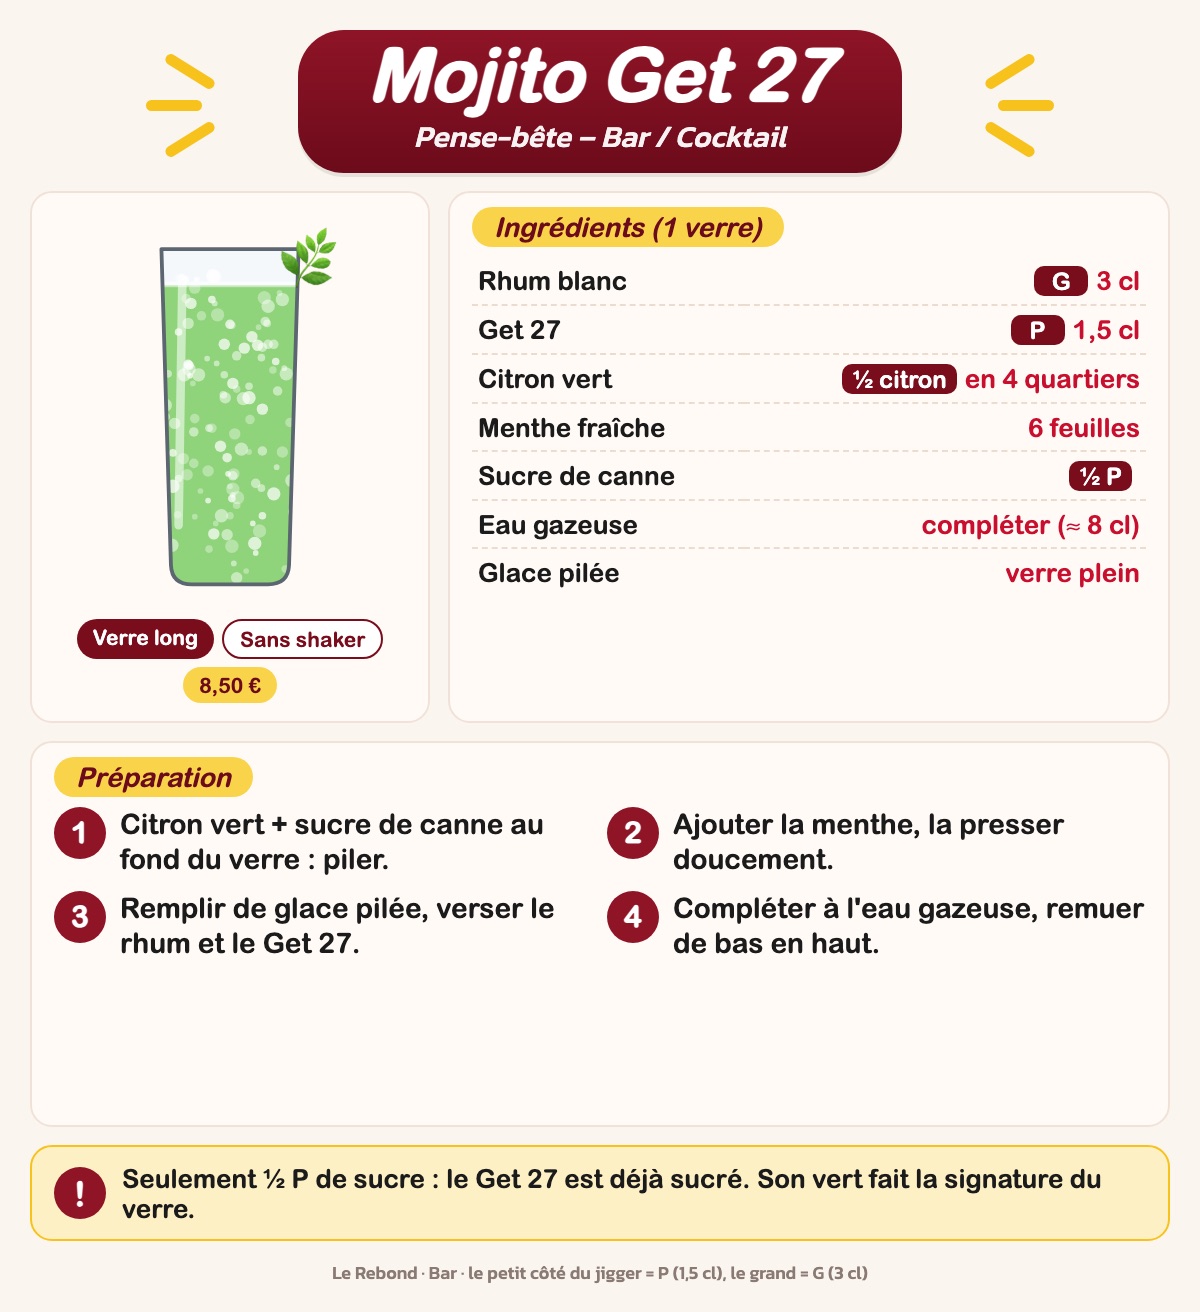 Mojito Get 27
Pense-bête – Bar / Cocktail
Verre long
Sans shaker
8,50 €
Ingrédients (1 verre)
Rhum blanc G 3 cl
Get 27 P 1,5 cl
Citron vert ½ citron en 4 quartiers
Menthe fraîche 6 feuilles
Sucre de canne ½ P
Eau gazeuse compléter (≈ 8 cl)
Glace pilée verre plein
Préparation
1 Citron vert + sucre de canne au
fond du verre : piler.
2 Ajouter la menthe, la presser
doucement.
3 Remplir de glace pilée, verser le
rhum et le Get 27.
4 Compléter à l'eau gazeuse, remuer
de bas en haut.
! Seulement ½ P de sucre : le Get 27 est déjà sucré. Son vert fait la signature du
verre.
Le Rebond · Bar · le petit côté du jigger = P (1,5 cl), le grand = G (3 cl)